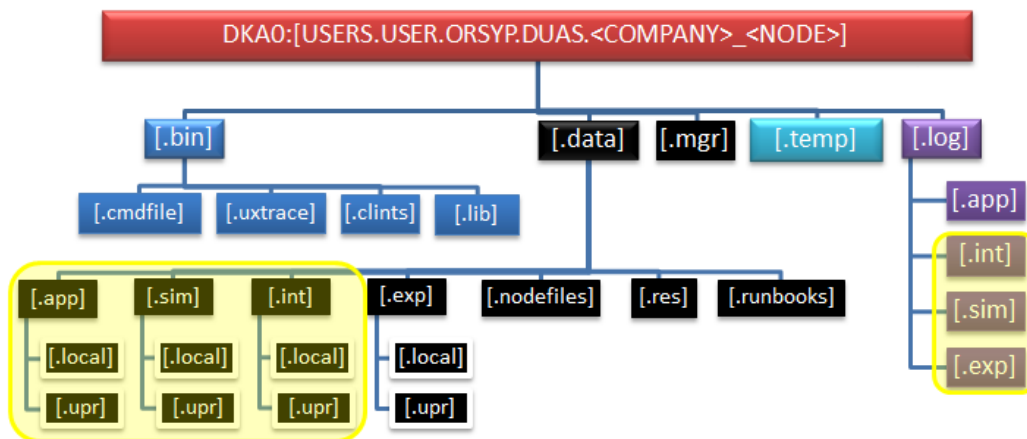 DKA0:[USERS.USER.ORSYP.DUAS.<COMPANY>_<NODE>]
[.bin] [.data] [.mgr] [.temp] [.log]
[.cmdfile] [.uxtrace] [.clints] [.lib] [.app]
[.int]
[.app] [.sim] [.int] [.exp] [.nodefiles] [.res] [.runbooks] [.sim]
[.local] [.local] [.local] [.local] [.exp]
[.upr] [.upr] [.upr] [.upr]